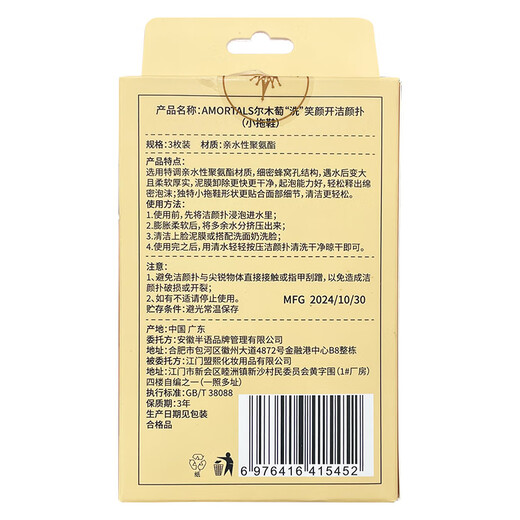 产品名称：AMORTALS尔木萄“洗”笑颜开洁颜扑
（小拖鞋）
规格：3枚装 材质：亲水性聚氨酯
产品特点：
选用特调亲水性聚氨酯材质，细密蜂窝孔结构，遇水后变大
且柔软厚实，泥膜卸除更快更干净，起泡能力好，轻松释出绵
密泡沫；独特小拖鞋形状更贴合面部细节，清洁更轻松。
使用方法：
1.使用前，先将洁颜扑浸泡进水里；
2.膨胀柔软后，将多余水分挤压出来；
3.清洁上脸泥膜或搭配洗面奶洗脸；
4.使用完之后，用清水轻轻按压洁颜扑清洗干净晾干即可。
注意：
1、避免洁颜扑与尖锐物体直接接触或指甲刮蹭，以免造成洁
颜扑破损或开裂；
2、如有不适请停止使用。
MFG 2024/10/30
贮存条件：避光常温保存
产地：中国 广东
委托方：安徽半语品牌管理有限公司
地址：合肥市包河区徽州大道4872号金融港中心B8整栋
被委托方：江门盟熙化妆用品有限公司
地址：江门市新会区睦洲镇新沙村民委员会黄字围（1#厂房）
四楼自编之一（一照多址）
执行标准：GB/T 38088
保质期：3年
生产日期见包装
合格品
纸
6 976416 415452